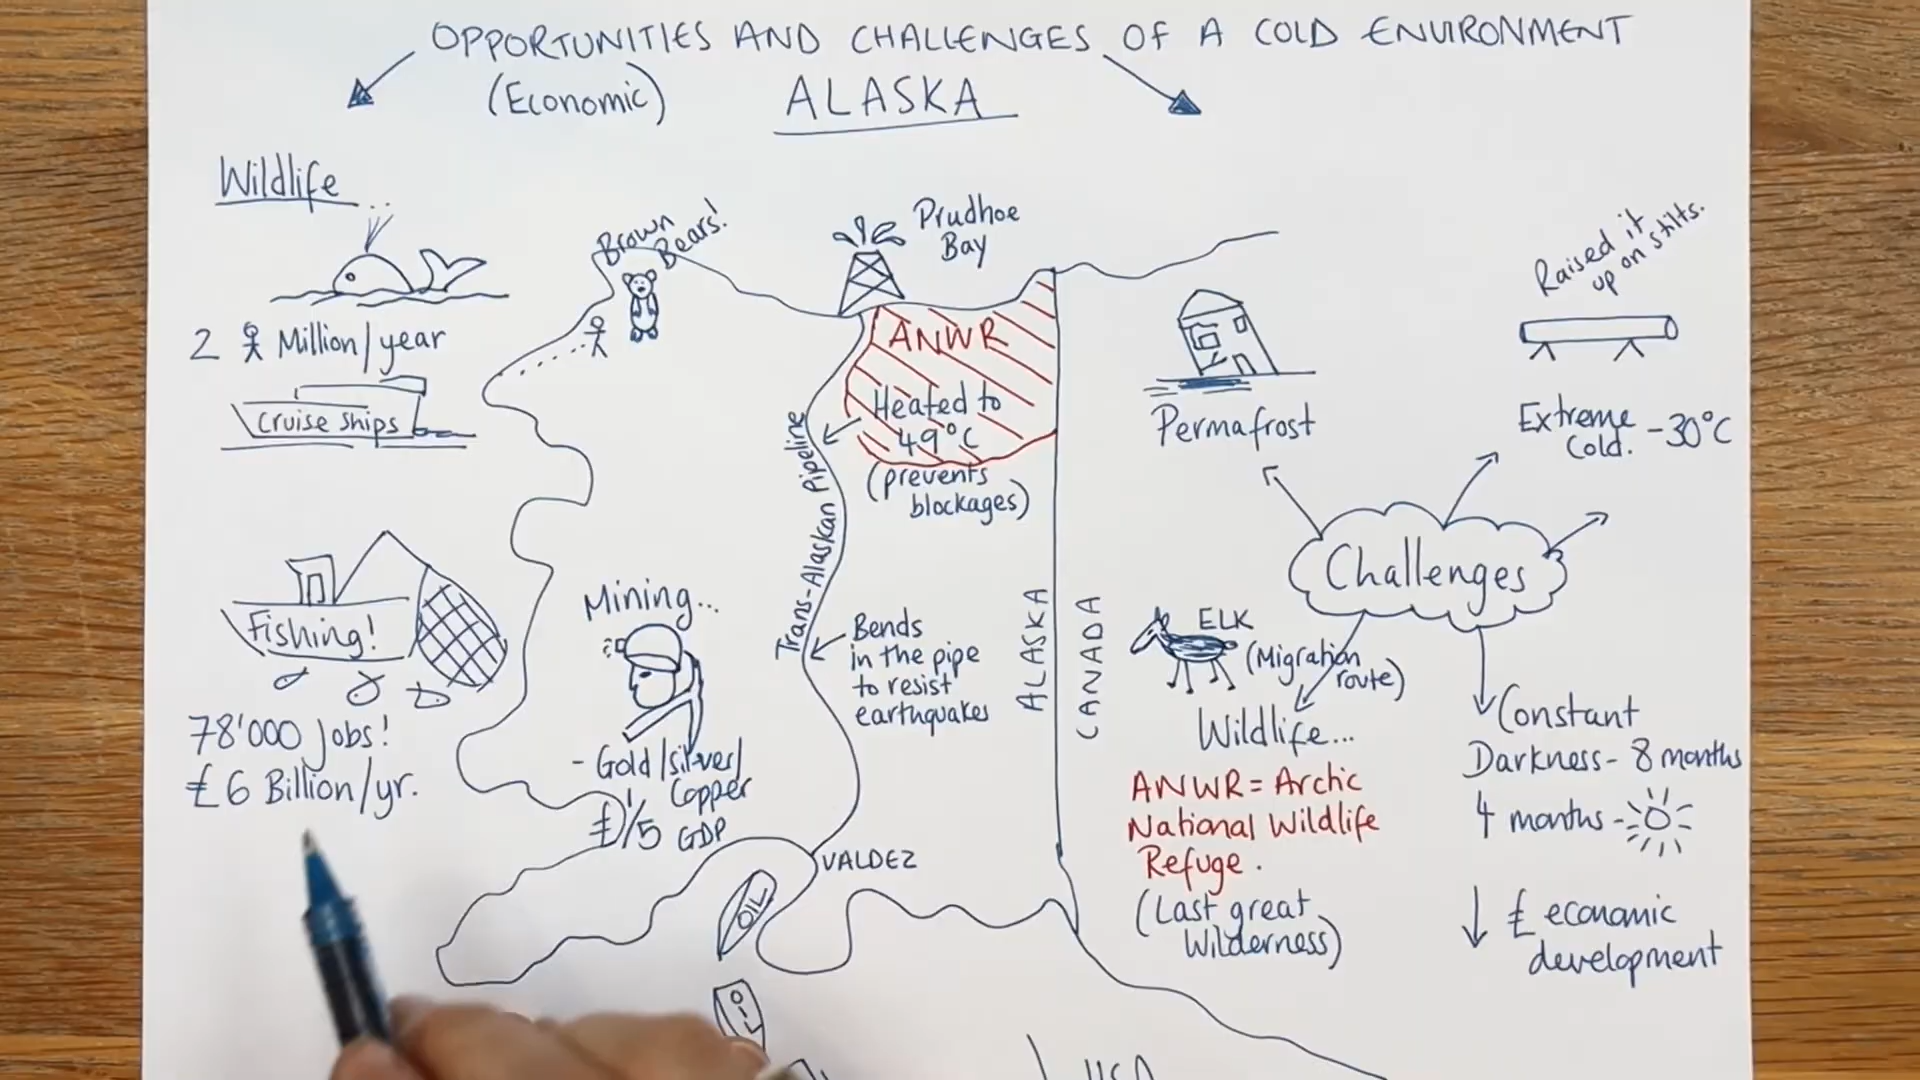 OPPORTUNITIES AND CHALLENGES OF A COLD ENVIRONMENT
(Economic)
ALASKA
Wildlife
2 Million/year
Cruise ships
Fishing!
78'000 Jobs!
£6 Billion/yr.
Brown
Bears!
Prudhoe
Bay
ANWR
Heated to
49°C
(prevents
blockages)
Trans-Alaskan Pipeline
Mining...
- Gold/silver/
Copper
£ 1/5 GDP
Bends
in the pipe
to resist
earthquakes
ALASKA
CANADA
VALDEZ
OIL
OIL
Permafrost
Raised it
up on stilts.
Extreme
Cold. -30°C
Challenges
ELK
(Migration
route)
Wildlife...
ANWR = Arctic
National Wildlife
Refuge.
(Last great
Wilderness)
Constant
Darkness- 8 months
4 months -
↓ £ economic
development